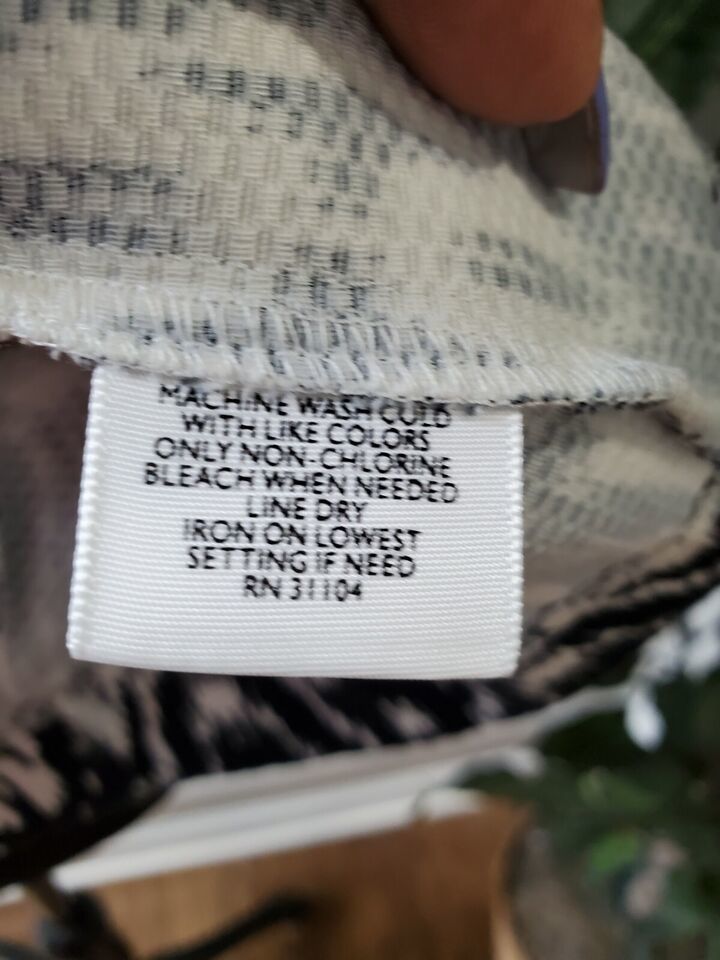 MACHINE WASH COLD
WITH LIKE COLORS
ONLY NON-CHLORINE
BLEACH WHEN NEEDED
LINE DRY
IRON ON LOWEST
SETTING IF NEED
RN 31104